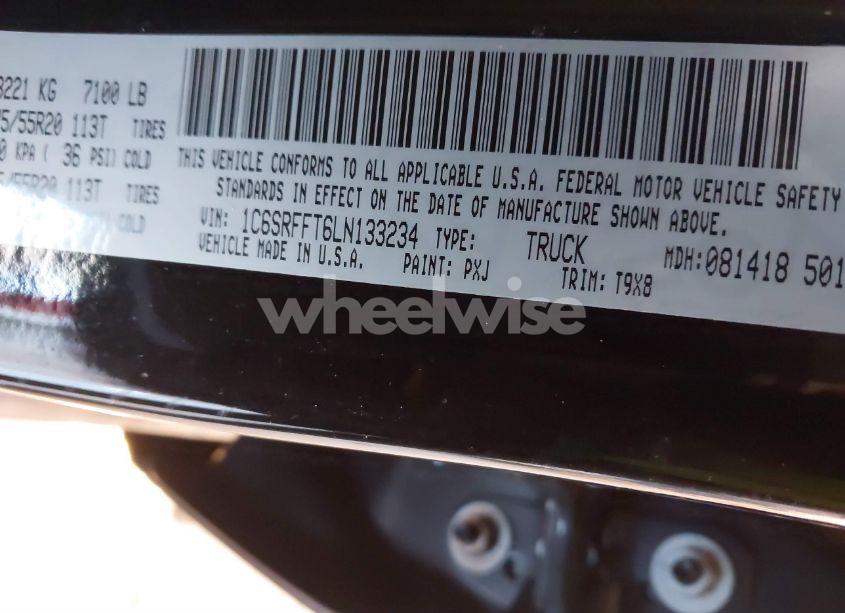 3221 KG 7100 LB
5/55R20 113T TIRES
0 KPA ( 36 PSI) COLD
5/55R20 113T TIRES
COLD
THIS VEHICLE CONFORMS TO ALL APPLICABLE U.S.A. FEDERAL MOTOR VEHICLE SAFETY
STANDARDS IN EFFECT ON THE DATE OF MANUFACTURE SHOWN ABOVE.
VIN: 1C6SRFFT6LN133234 TYPE: TRUCK MDH:081418 501
VEHICLE MADE IN U.S.A. PAINT: PXJ TRIM: T9X8
wheelwise